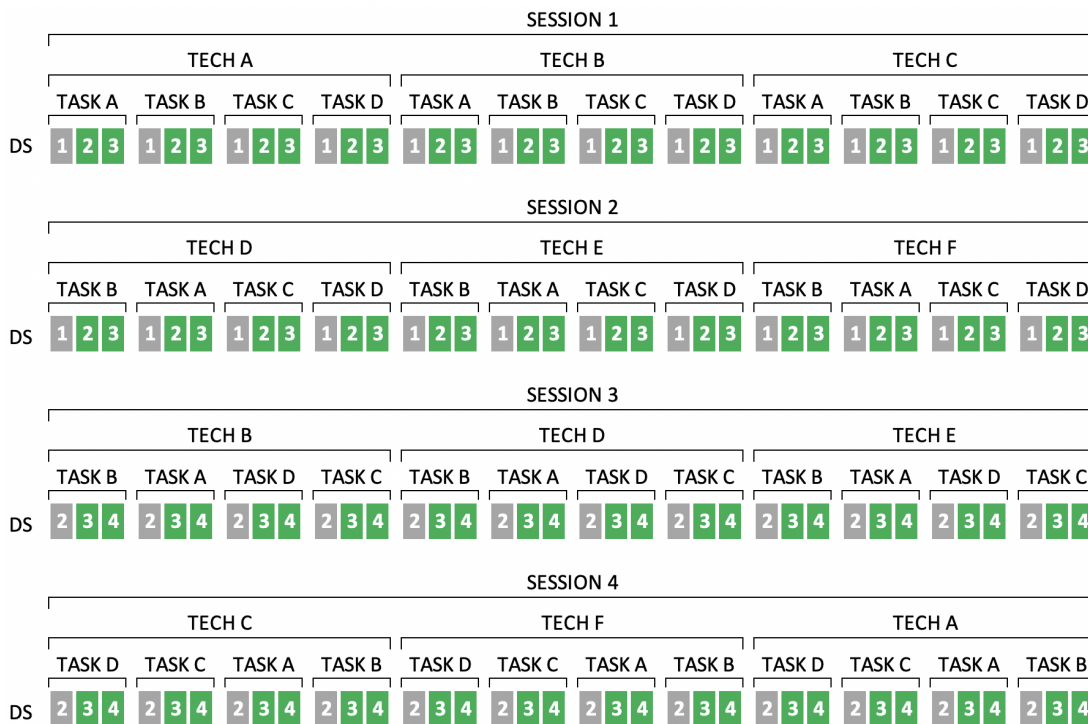 SESSION 1
TECH A TECH B TECH C
TASK A TASK B TASK C TASK D TASK A TASK B TASK C TASK D TASK A TASK B TASK C TASK D
DS 1 2 3 1 2 3 1 2 3 1 2 3 1 2 3 1 2 3 1 2 3 1 2 3 1 2 3 1 2 3 1 2 3 1 2 3
SESSION 2
TECH D TECH E TECH F
TASK B TASK A TASK C TASK D TASK B TASK A TASK C TASK D TASK B TASK A TASK C TASK D
DS 1 2 3 1 2 3 1 2 3 1 2 3 1 2 3 1 2 3 1 2 3 1 2 3 1 2 3 1 2 3 1 2 3 1 2 3
SESSION 3
TECH B TECH D TECH E
TASK B TASK A TASK D TASK C TASK B TASK A TASK D TASK C TASK B TASK A TASK D TASK C
DS 2 3 4 2 3 4 2 3 4 2 3 4 2 3 4 2 3 4 2 3 4 2 3 4 2 3 4 2 3 4 2 3 4 2 3 4
SESSION 4
TECH C TECH F TECH A
TASK D TASK C TASK A TASK B TASK D TASK C TASK A TASK B TASK D TASK C TASK A TASK B
DS 2 3 4 2 3 4 2 3 4 2 3 4 2 3 4 2 3 4 2 3 4 2 3 4 2 3 4 2 3 4 2 3 4 2 3 4